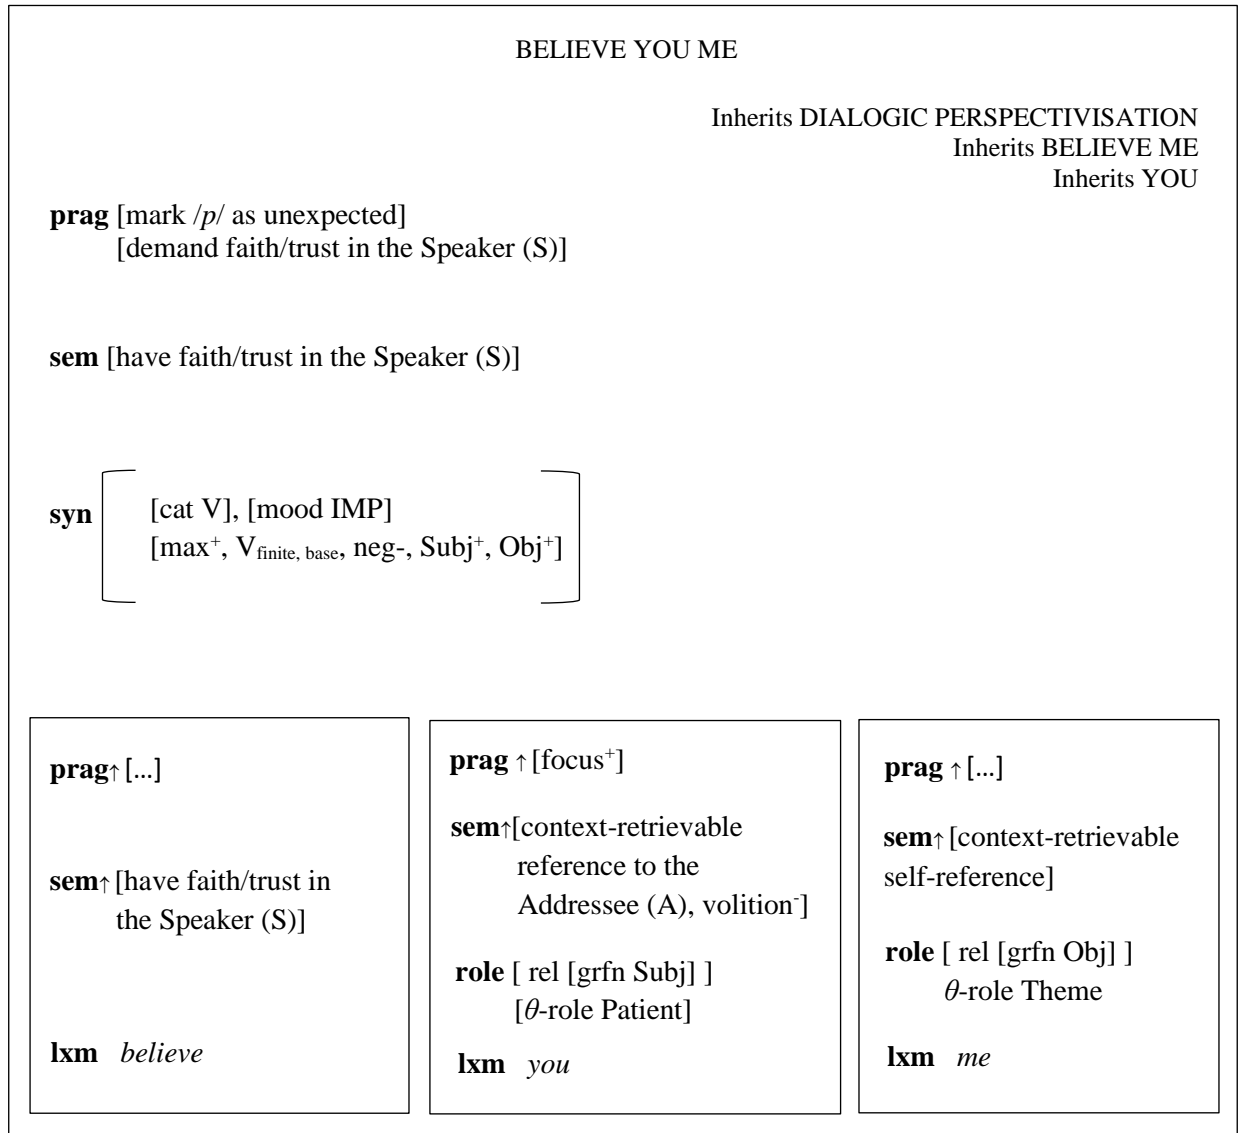 BELIEVE YOU ME
Inherits DIALOGIC PERSPECTIVISATION
Inherits BELIEVE ME
Inherits YOU
prag [mark /p/ as unexpected]
[demand faith/trust in the Speaker (S)]
sem [have faith/trust in the Speaker (S)]
syn
[cat V], [mood IMP]
[max⁺, V_finite, base, neg-, Subj⁺, Obj⁺]
prag↑ [...]
sem↑ [have faith/trust in
the Speaker (S)]
lxm believe
prag ↑ [focus⁺]
sem↑[context-retrievable
reference to the
Addressee (A), volition⁻]
role [ rel [grfn Subj] ]
[θ-role Patient]
lxm you
prag ↑ [...]
sem↑ [context-retrievable
self-reference]
role [ rel [grfn Obj] ]
θ-role Theme
lxm me